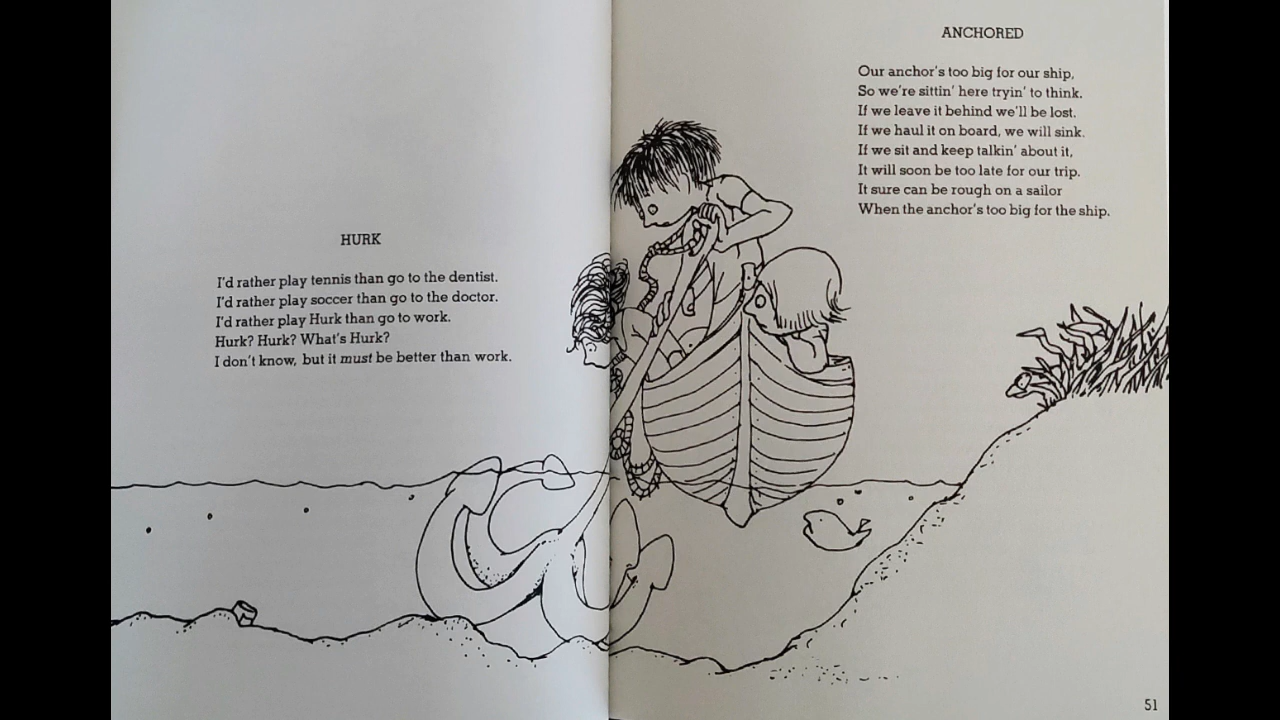 HURK
I'd rather play tennis than go to the dentist.
I'd rather play soccer than go to the doctor.
I'd rather play Hurk than go to work.
Hurk? Hurk? What's Hurk?
I don't know, but it must be better than work.
ANCHORED
Our anchor's too big for our ship,
So we're sittin' here tryin' to think.
If we leave it behind we'll be lost.
If we haul it on board, we will sink.
If we sit and keep talkin' about it,
It will soon be too late for our trip.
It sure can be rough on a sailor
When the anchor's too big for the ship.
51